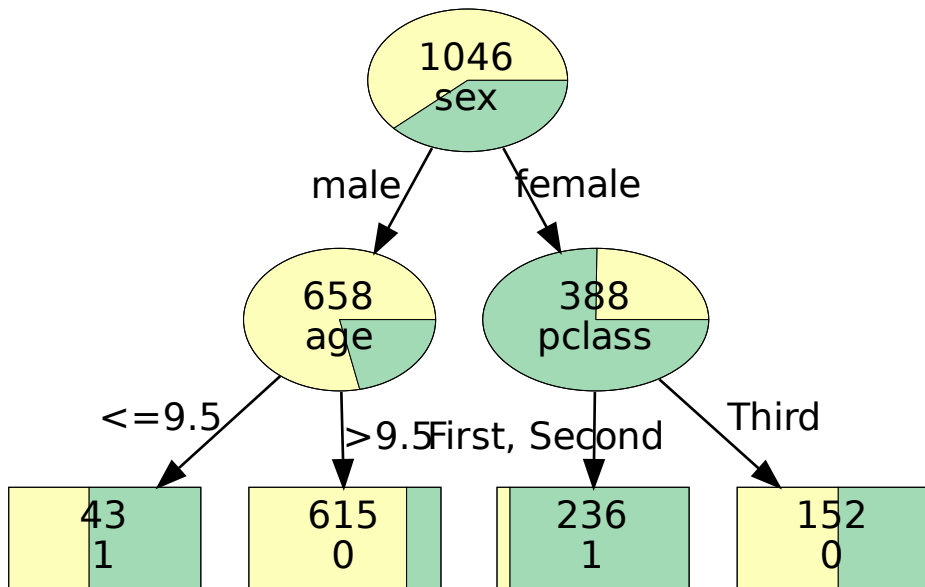 1046
sex
male
female
658
age
388
pclass
<=9.5
>9.5
First, Second
Third
43
1
615
0
236
1
152
0